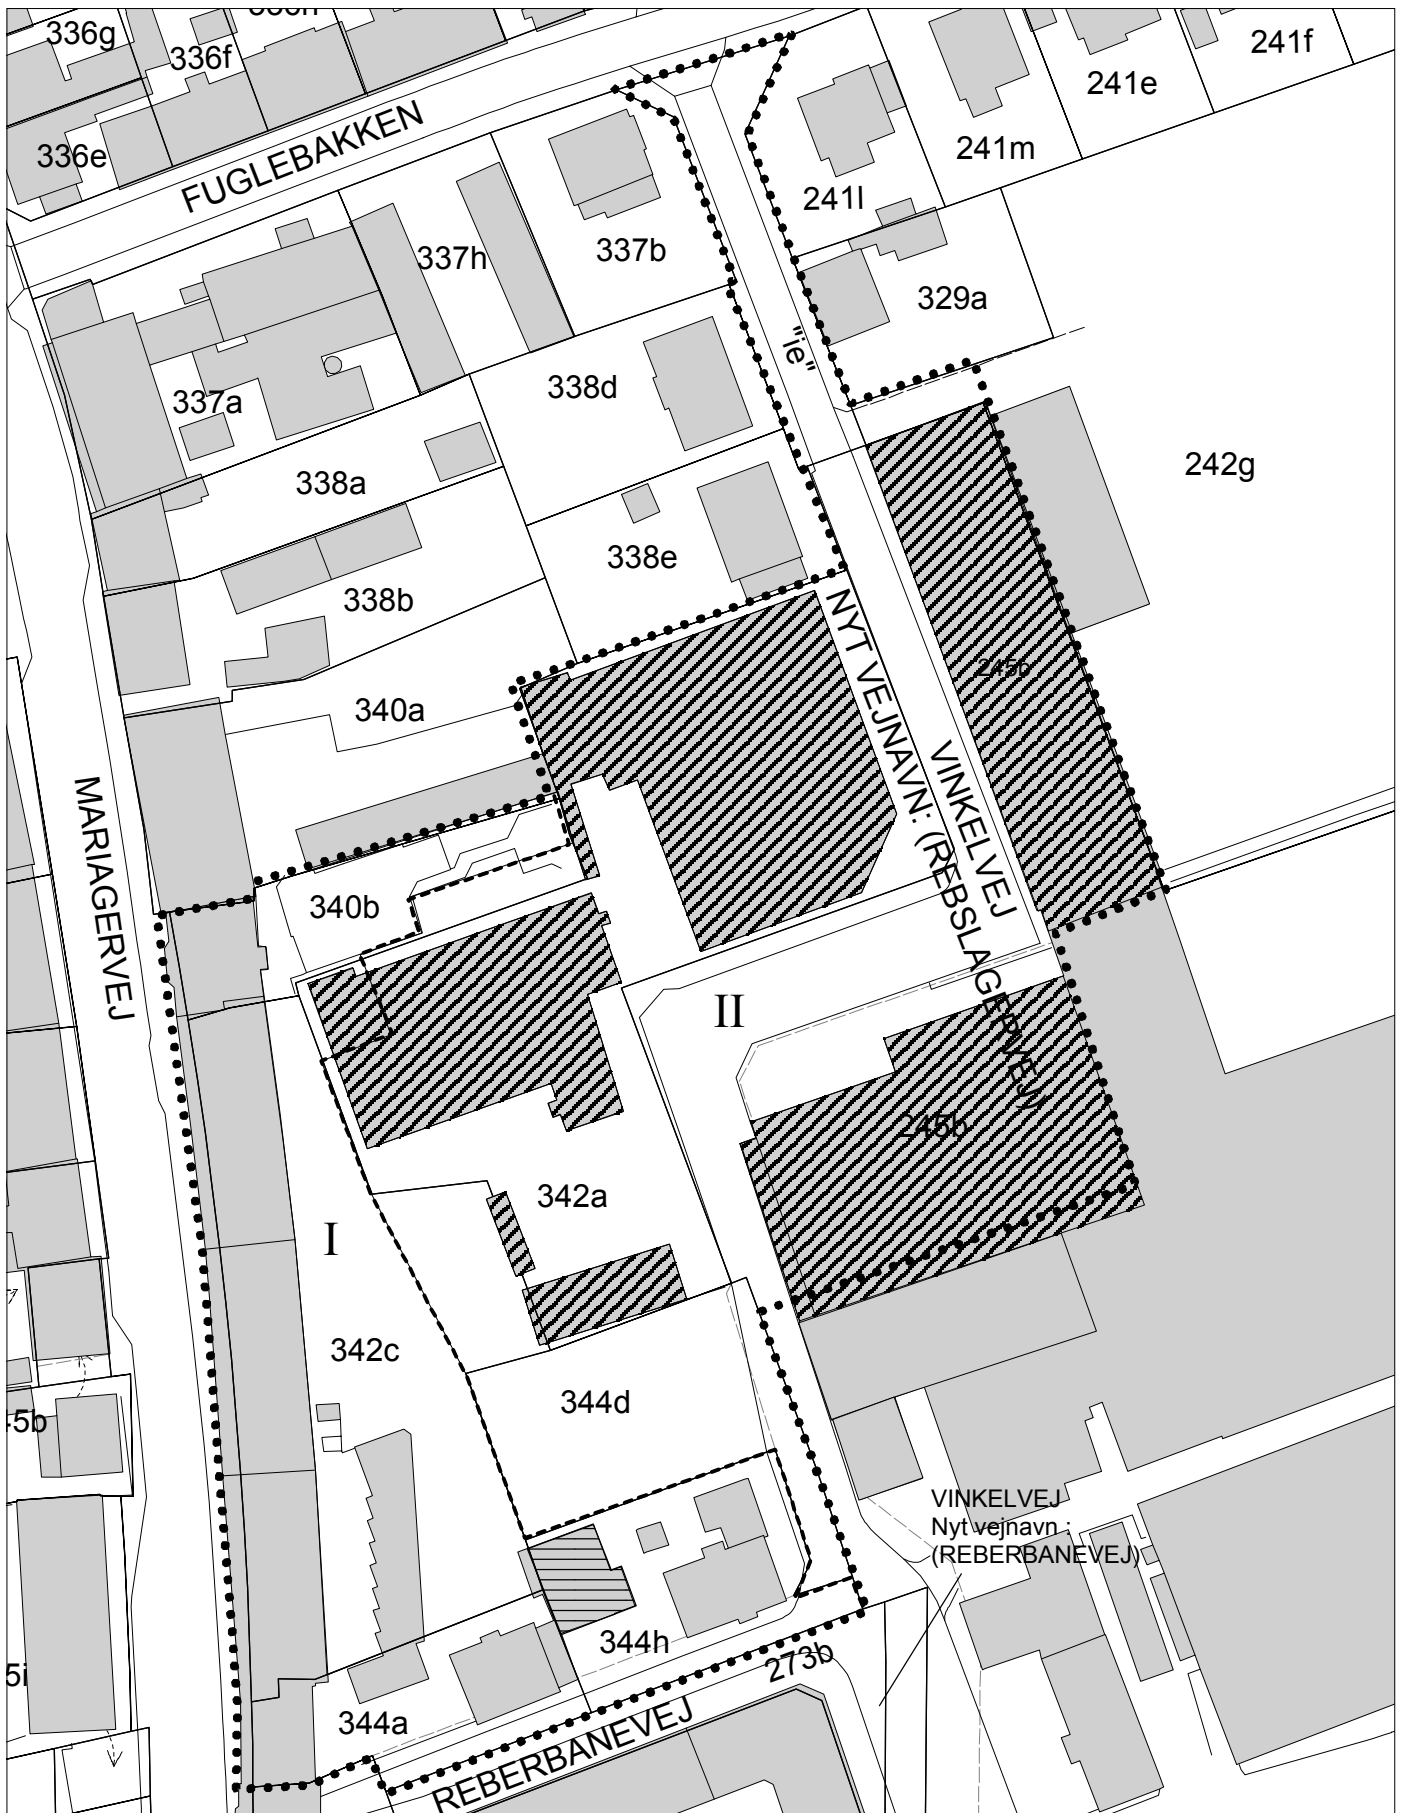 336g
336f
241f
241e
336e
241m
FUGLEBAKKEN
241l
337b
337h
329a
"ie"
338d
337a
242g
338a
338e
338b
245b
340a
NYT VEJNAVN: (REBSLAGERVEJ)
VINKELVEJ
MARIAGERVEJ
340b
II
245b
342a
I
342c
344d
45b
VINKELVEJ
Nyt vejnavn :
(REBERBANEVEJ)
344h
273b
5i
344a
REBERBANEVEJ